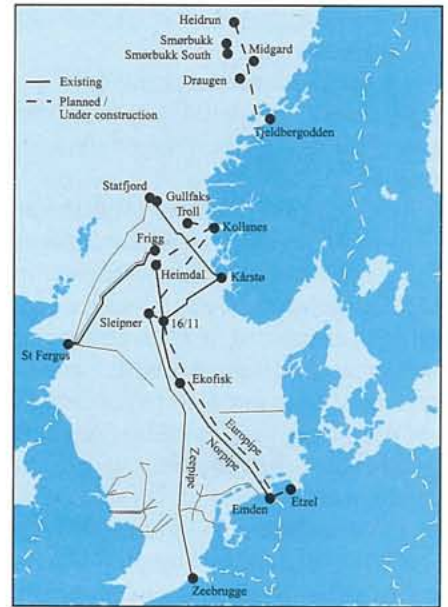 Heidrun
Smørbukk
Smørbukk South
Midgard
Draugen
Existing
Planned /
Under construction
Tjeldbergodden
Statfjord
Gullfaks
Troll
Kollsnes
Frigg
Heimdal
Kårstø
Sleipner
16/11
St Fergus
Ekofisk
Europipe
Norpipe
Zeepipe
Etzel
Emden
Zeebrugge